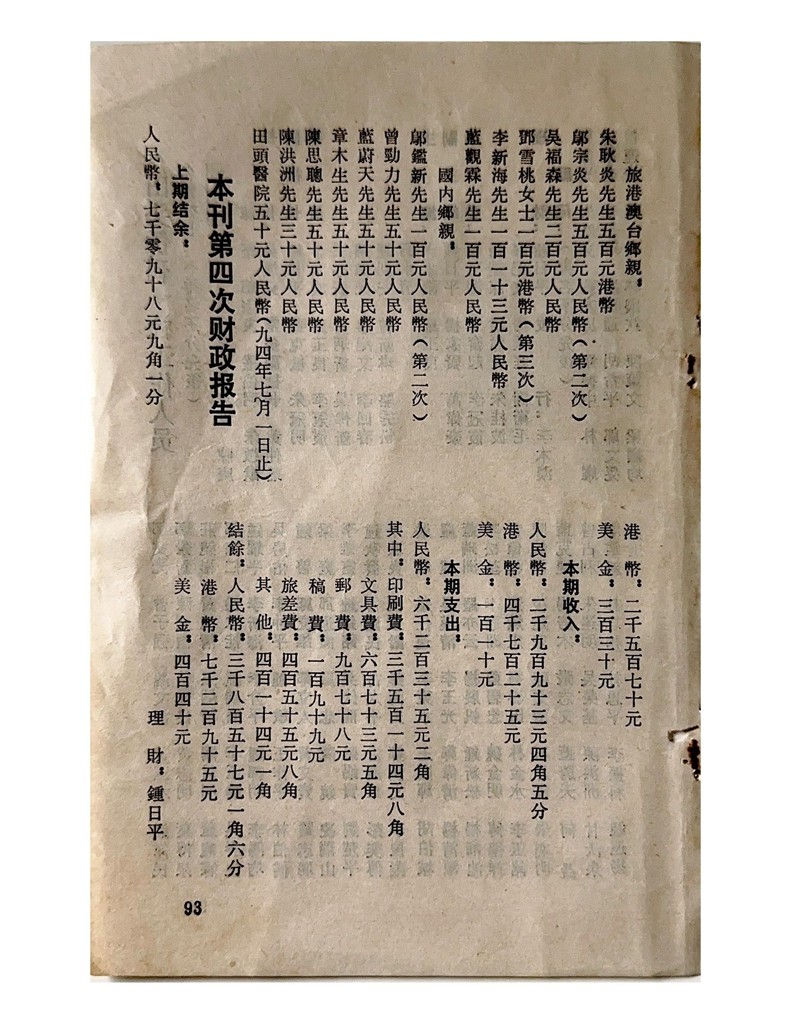 旅港澳台鄉親：
朱耿炎先生五百元港幣
鄔宗炎先生五百元人民幣（第二次）
吳福森先生二百元人民幣
鄧雪桃女士一百元港幣（第三次）
李新海先生一百一十三元人民幣
藍觀霖先生一百元人民幣
國内鄉親：
鄔鑑新先生一百元人民幣（第二次）
曾勁力先生五十元人民幣
藍蔚天先生五十元人民幣
章木生先生五十元人民幣
陳思聰先生五十元人民幣
陳洪洲先生三十元人民幣
田頭醫院五十元人民幣（九四年七月一日止）
本刊第四次财政报告
上期结余：
人民幣：七千零九十八元九角一分
港　幣：二千五百七十元
美　金：三百三十元
本期收入：
人民幣：二千九百九十三元四角五分
港　幣：四千七百二十五元
美　金：一百一十元
本期支出：
人民幣：六千二百三十五元二角
其中：印刷費：三千五百一十四元八角
文具費：六百七十三元五角
郵　費：九百七十八元
稿　費：一百九十九元
旅差費：四百五十五元八角
其　他：四百一十四元一角
結餘：人民幣：三千八百五十七元一角六分
港　幣：七千二百九十五元
美　金：四百四十元
理　財：鍾日平
93